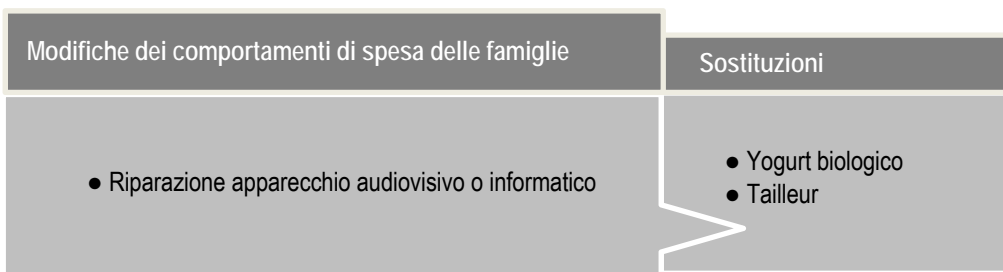 Modifiche dei comportamenti di spesa delle famiglie
Sostituzioni
● Riparazione apparecchio audiovisivo o informatico
● Yogurt biologico
● Tailleur